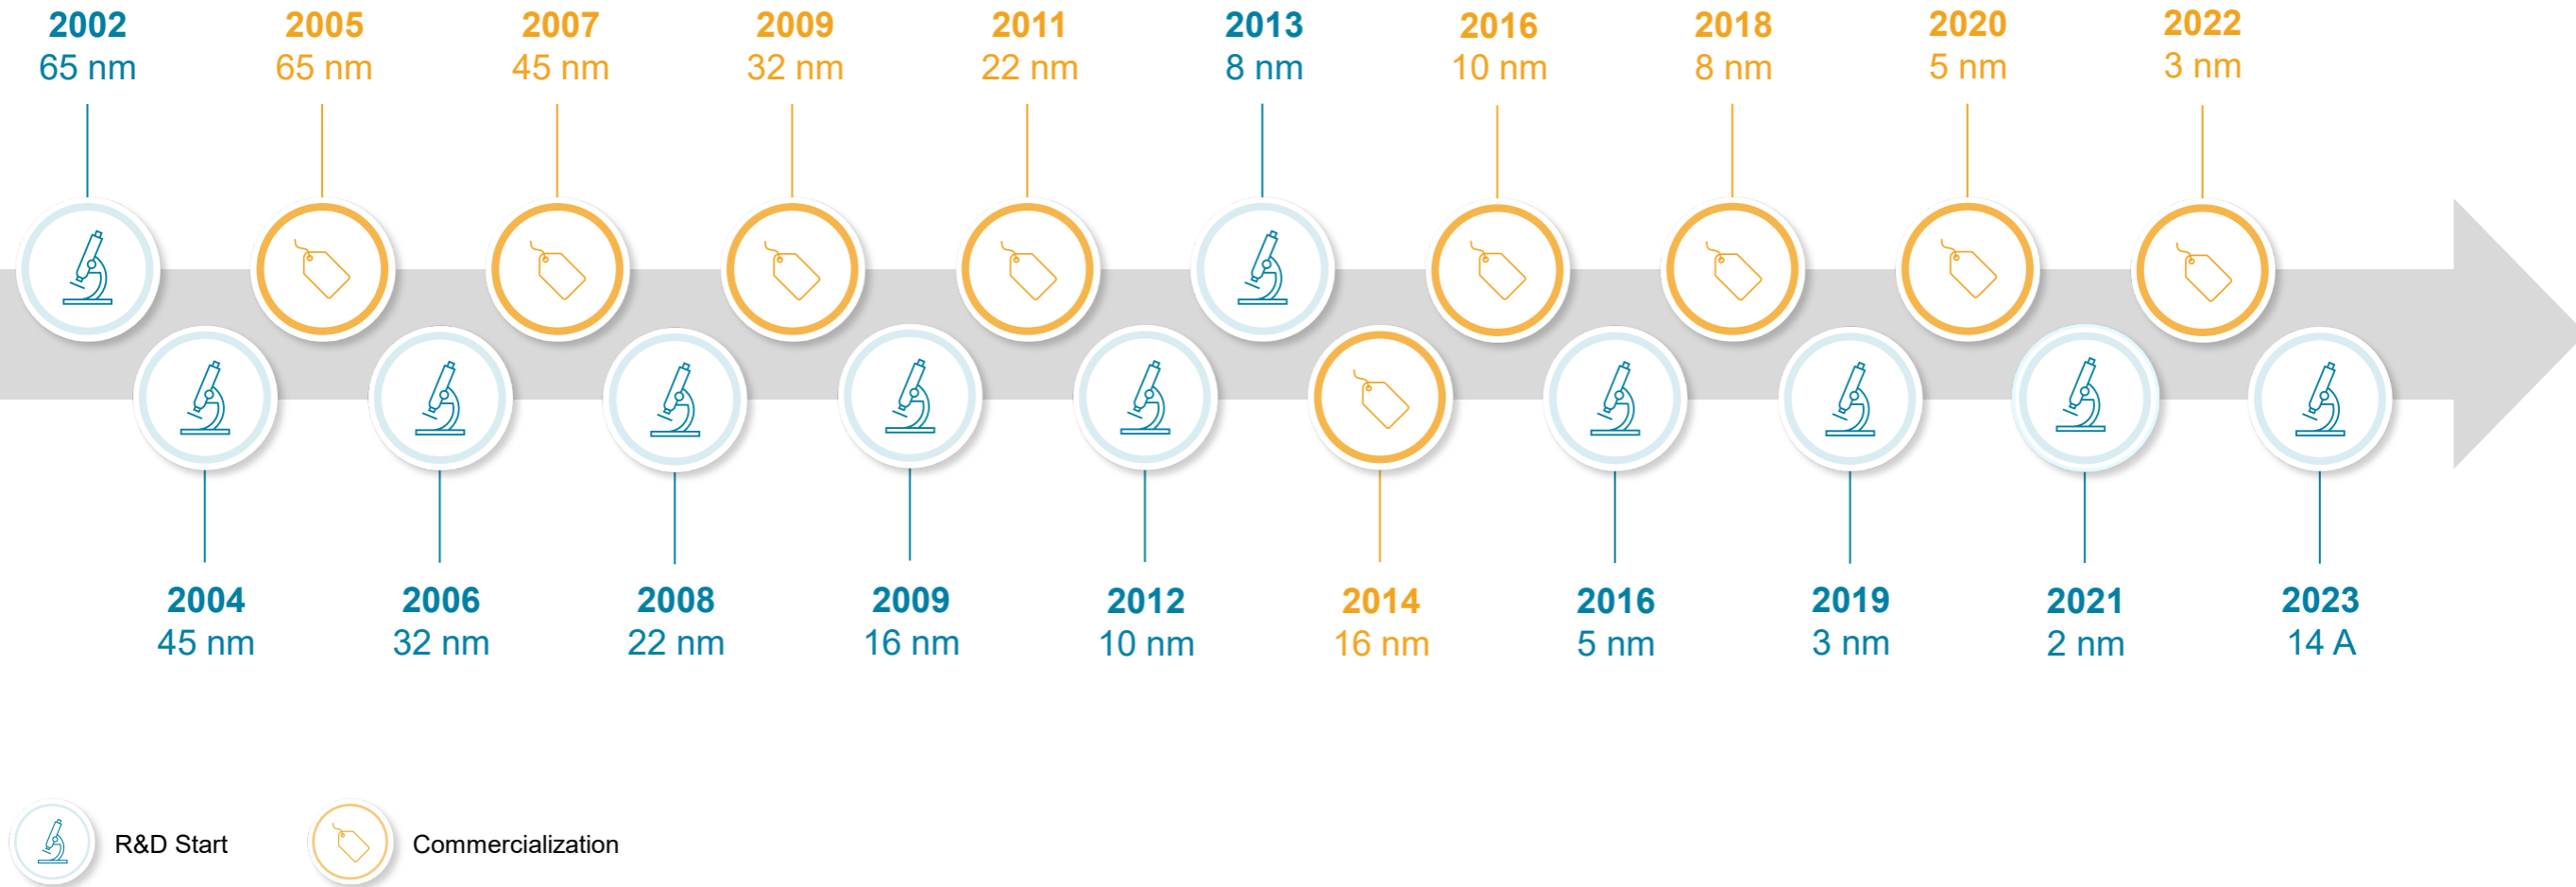 2002
65 nm
2005
65 nm
2007
45 nm
2009
32 nm
2011
22 nm
2013
8 nm
2016
10 nm
2018
8 nm
2020
5 nm
2022
3 nm
2004
45 nm
2006
32 nm
2008
22 nm
2009
16 nm
2012
10 nm
2014
16 nm
2016
5 nm
2019
3 nm
2021
2 nm
2023
14 A
R&D Start
Commercialization